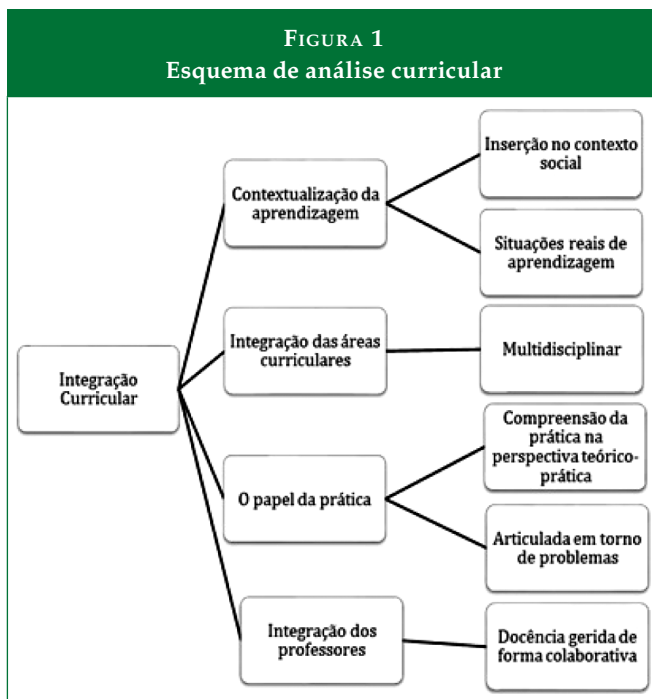 FIGURA 1
Esquema de análise curricular
Inserção no contexto
social
Contextualização da
aprendizagem
Situações reais de
aprendizagem
Integração das áreas
curriculares
Multidisciplinar
Integração
Curricular
Compreensão da
prática na
perspectiva teórico-
prática
O papel da prática
Articulada em torno
de problemas
Integração dos
professores
Docência gerida de
forma colaborativa